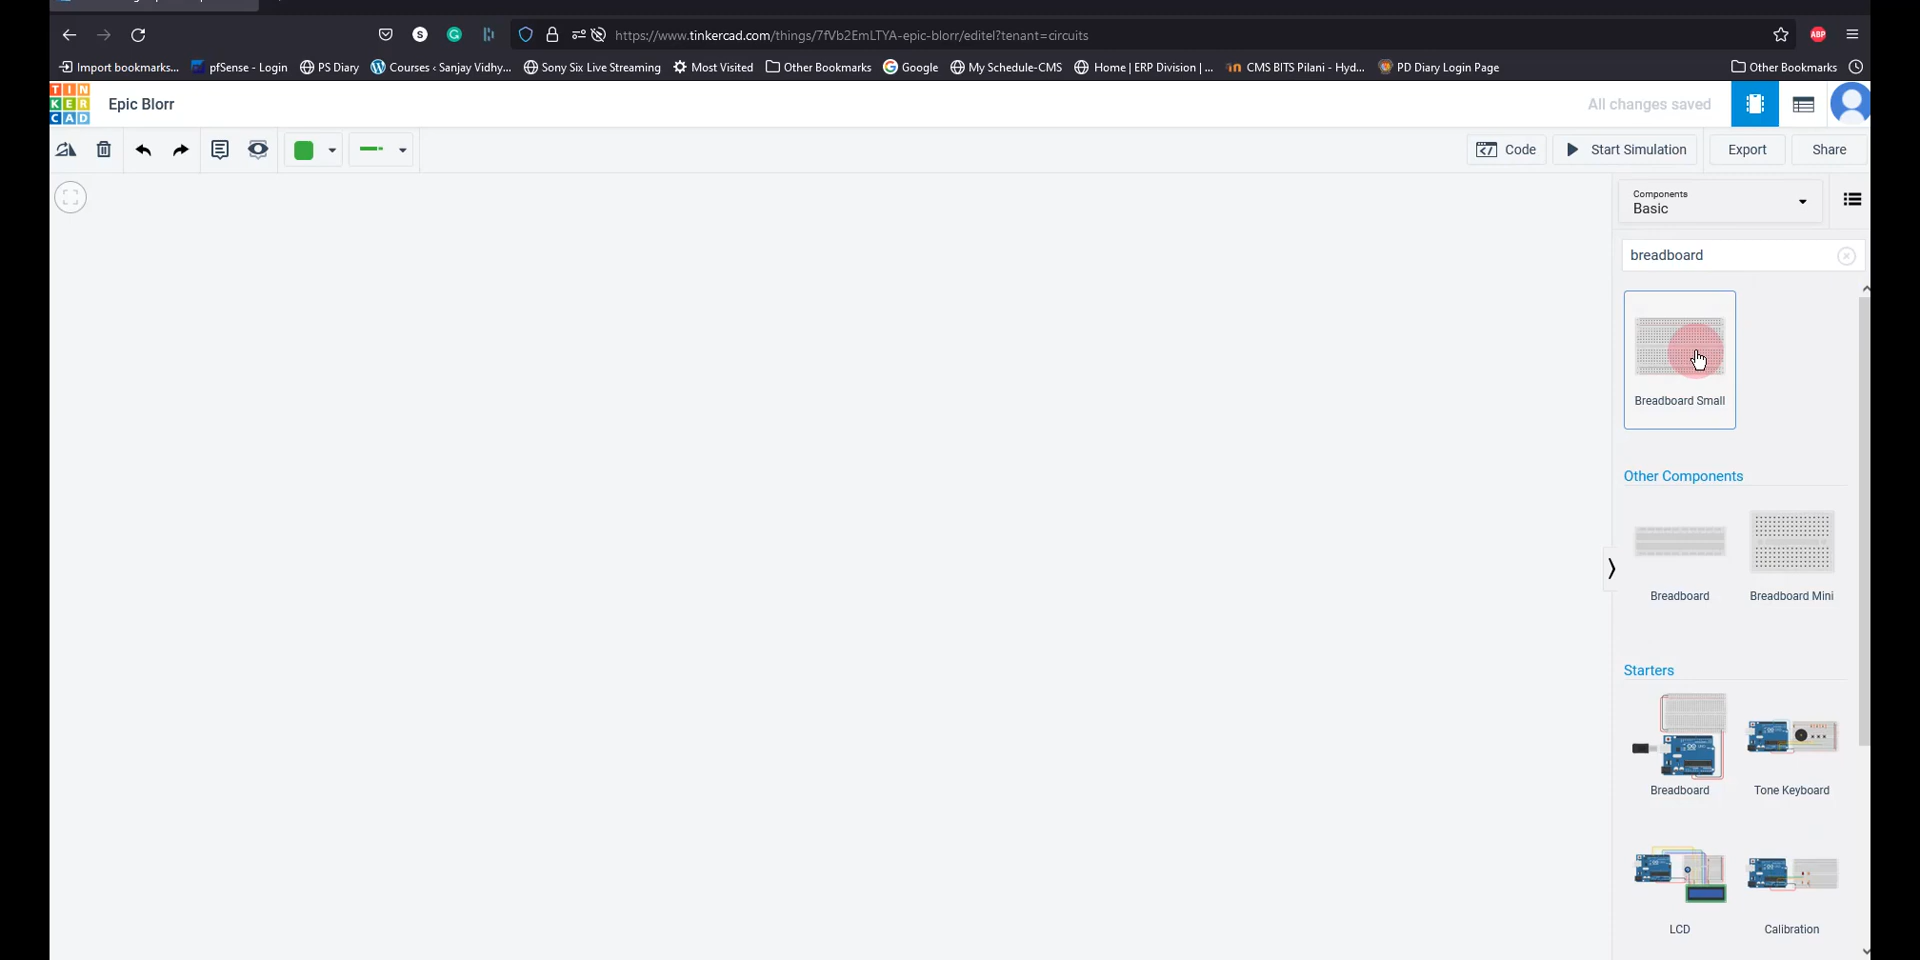 https://www.tinkercad.com/things/7fVb2EmLTYA-epic-blorr/editel?tenant=circuits
Import bookmarks... pfSense - Login PS Diary Courses ‹ Sanjay Vidhy... Sony Six Live Streaming Most Visited Other Bookmarks Google My Schedule-CMS Home | ERP Division | ... CMS BITS Pilani - Hyd... PD Diary Login Page Other Bookmarks
TINKERCAD Epic Blorr All changes saved
Code Start Simulation Export Share
Components
Basic
breadboard
Breadboard Small
Other Components
Breadboard Breadboard Mini
Starters
Breadboard Tone Keyboard
LCD Calibration